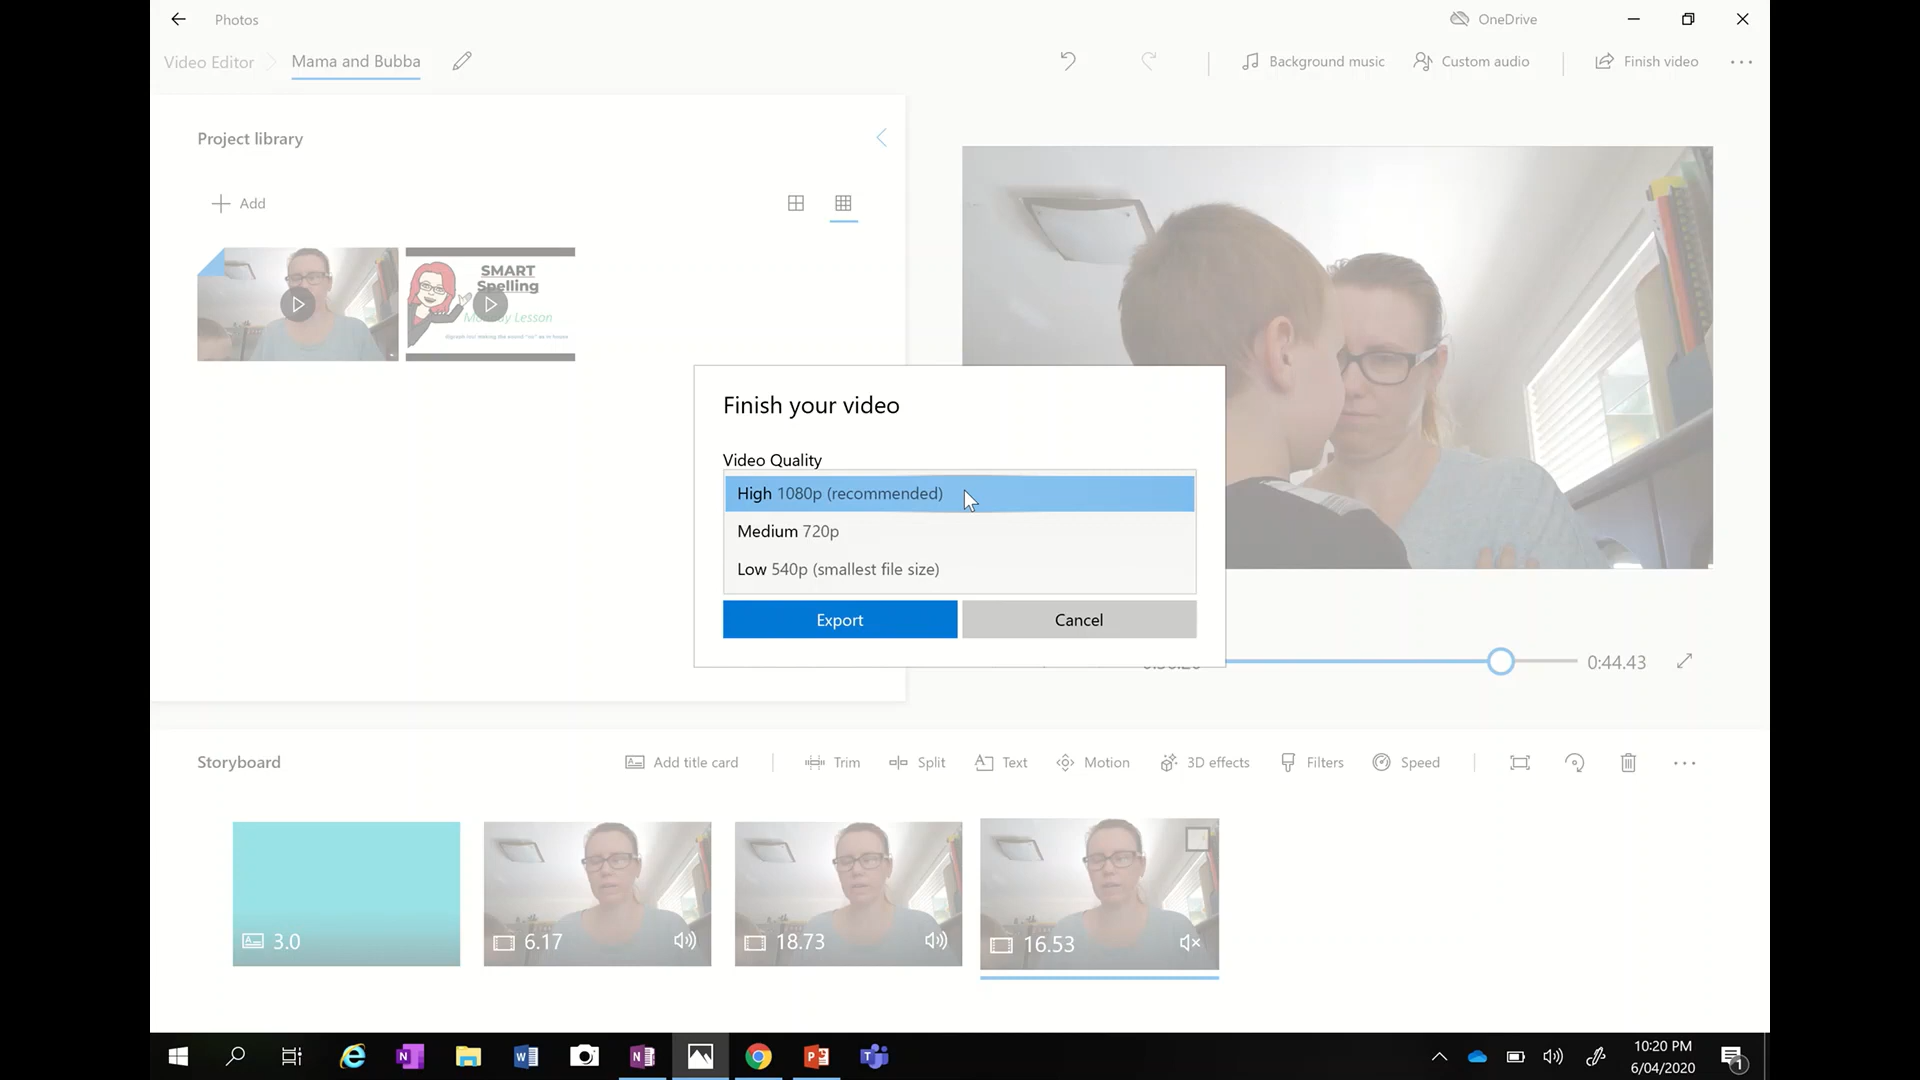 Photos
OneDrive
Video Editor
Mama and Bubba
Background music
Custom audio
Finish video
Project library
Add
SMART
Spelling
Lesson
Finish your video
Video Quality
High 1080p (recommended)
Medium 720p
Low 540p (smallest file size)
Export
Cancel
0:44.43
Storyboard
Add title card
Trim
Split
Text
Motion
3D effects
Filters
Speed
3.0
6.17
18.73
16.53
10:20 PM
6/04/2020
1